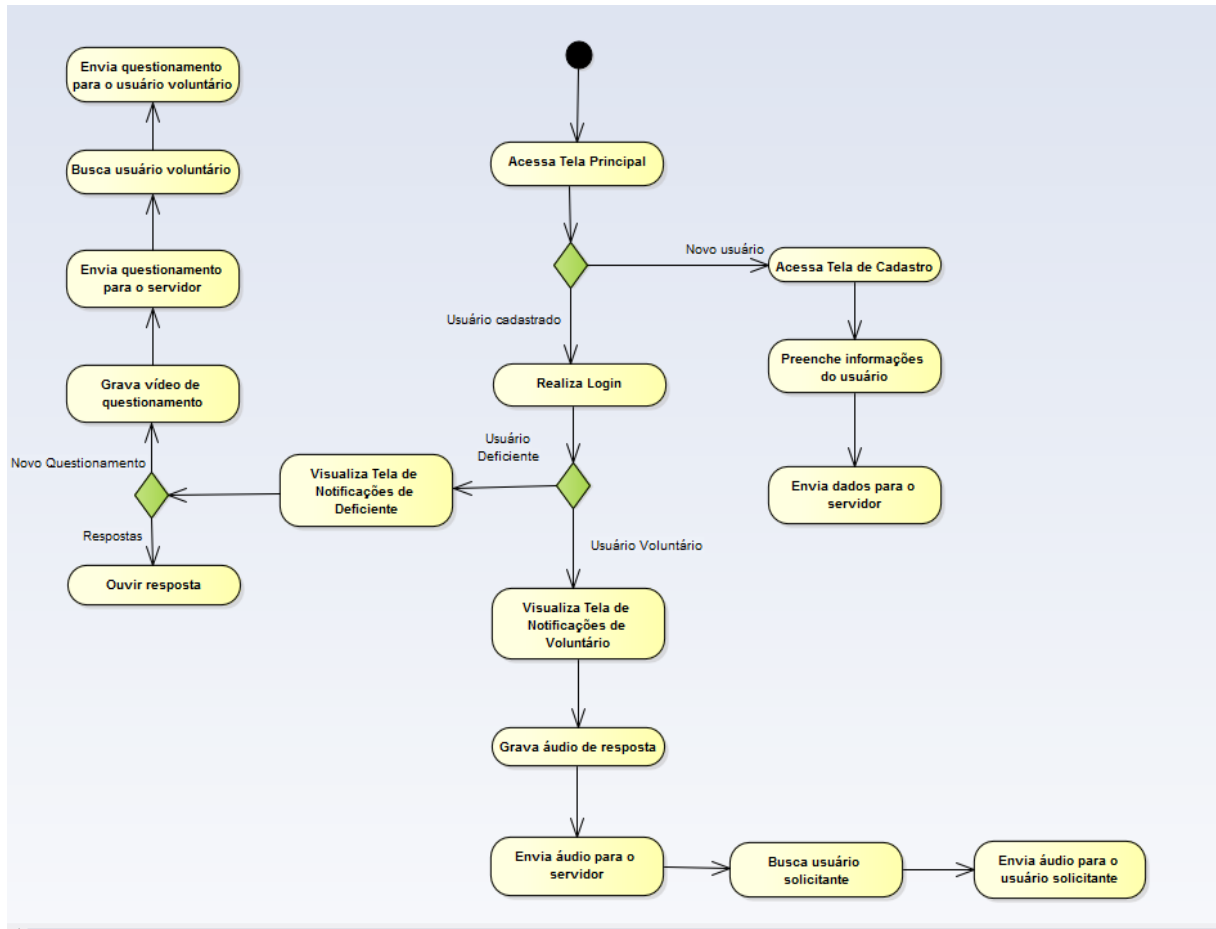 Envia questionamento
para o usuário voluntário
Busca usuário voluntário
Envia questionamento
para o servidor
Grava vídeo de
questionamento
Novo Questionamento
Respostas
Ouvir resposta
Visualiza Tela de
Notificações de
Deficiente
Acessa Tela Principal
Novo usuário
Acessa Tela de Cadastro
Usuário cadastrado
Preenche informações
do usuário
Realiza Login
Usuário
Deficiente
Envia dados para o
servidor
Usuário Voluntário
Visualiza Tela de
Notificações de
Voluntário
Grava áudio de resposta
Envia áudio para o
servidor
Busca usuário
solicitante
Envia áudio para o
usuário solicitante